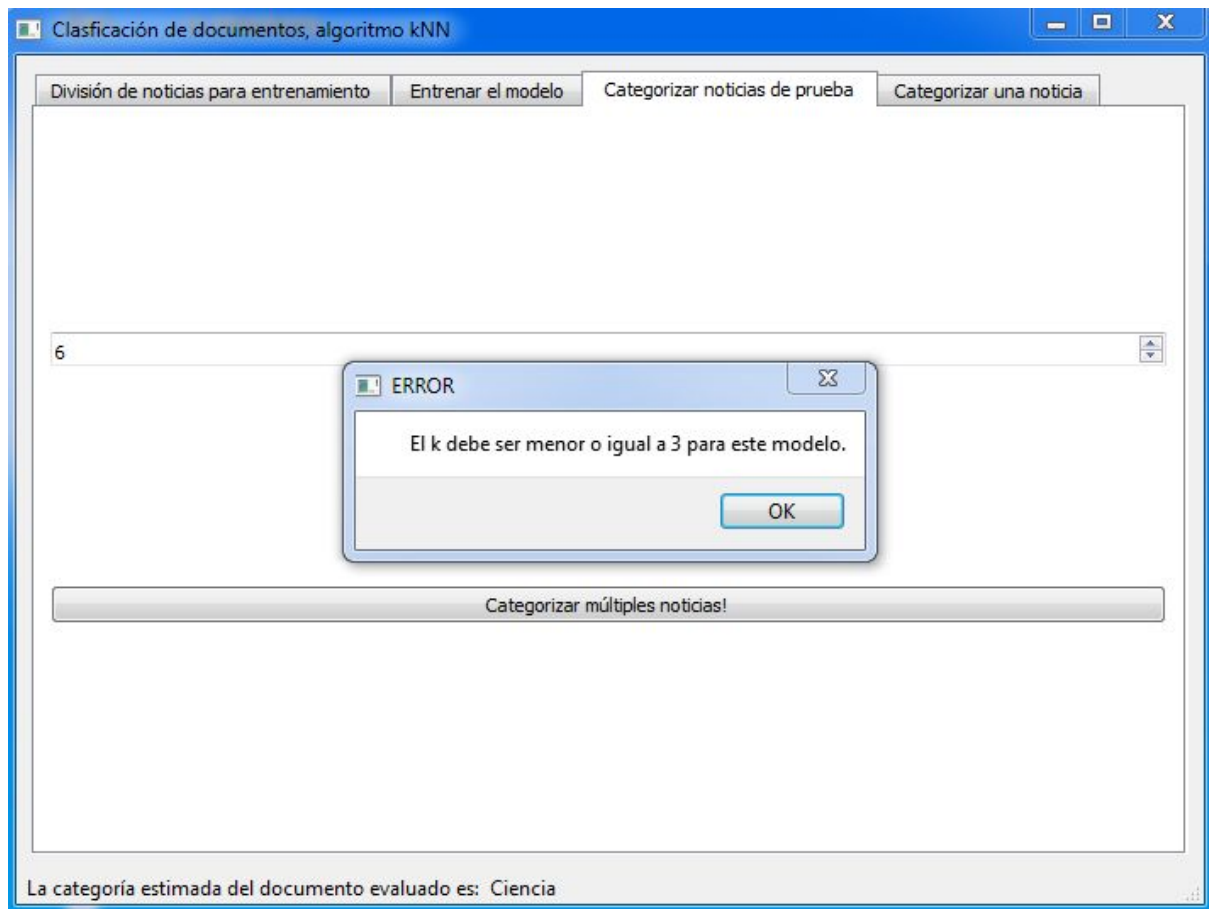 Clasficación de documentos, algoritmo kNN
División de noticias para entrenamiento
Entrenar el modelo
Categorizar noticias de prueba
Categorizar una noticia
6
ERROR
El k debe ser menor o igual a 3 para este modelo.
OK
Categorizar múltiples noticias!
La categoría estimada del documento evaluado es: Ciencia